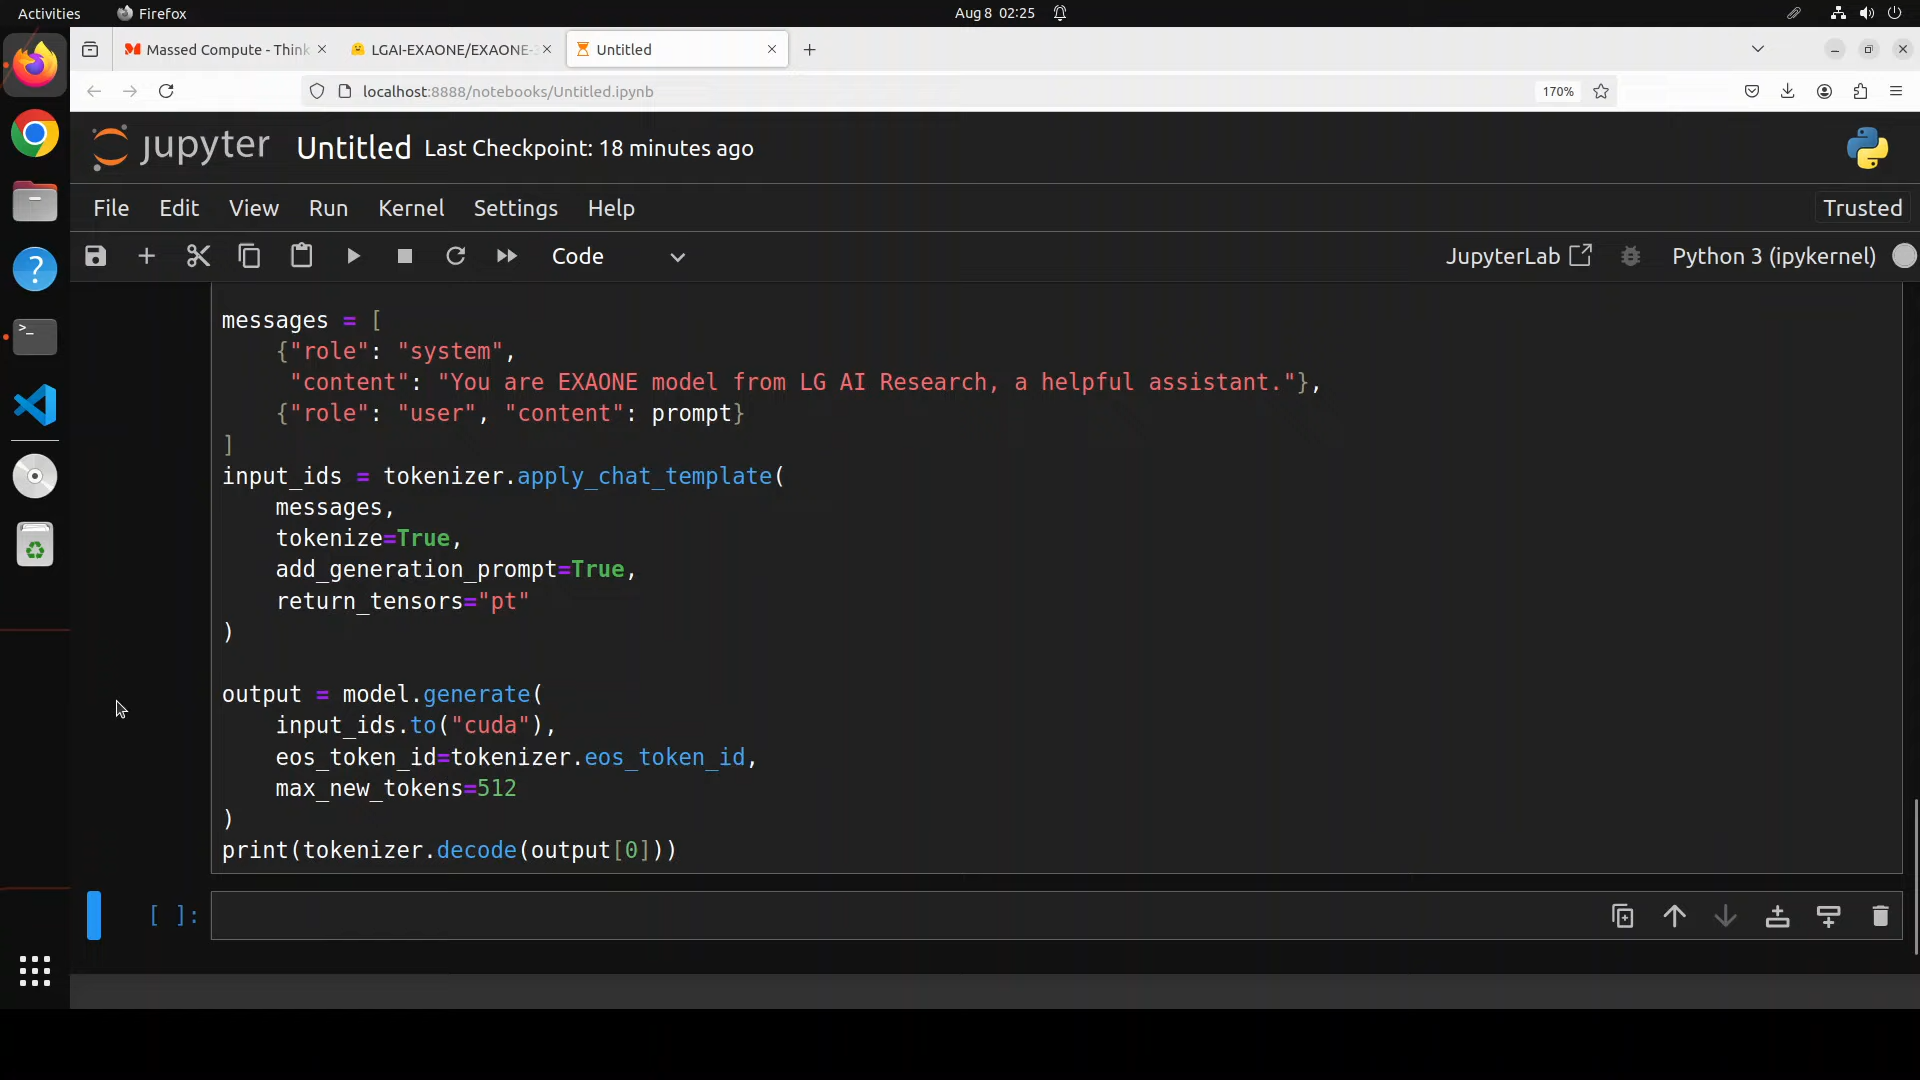 Activities Firefox Aug 8 02:25
Massed Compute - Think LGAI-EXAONE/EXAONE- Untitled
localhost:8888/notebooks/Untitled.ipynb 170%
jupyter Untitled Last Checkpoint: 18 minutes ago
File Edit View Run Kernel Settings Help Trusted
Code JupyterLab Python 3 (ipykernel)
messages = [
    {"role": "system",
     "content": "You are EXAONE model from LG AI Research, a helpful assistant."},
    {"role": "user", "content": prompt}
]
input_ids = tokenizer.apply_chat_template(
    messages,
    tokenize=True,
    add_generation_prompt=True,
    return_tensors="pt"
)
output = model.generate(
    input_ids.to("cuda"),
    eos_token_id=tokenizer.eos_token_id,
    max_new_tokens=512
)
print(tokenizer.decode(output[0]))
[ ]: